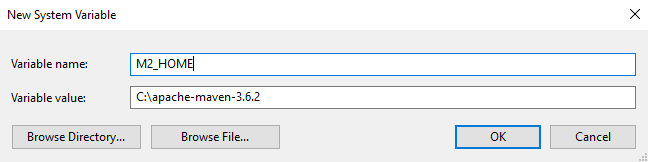 New System Variable
Variable name: M2_HOME
Variable value: C:\apache-maven-3.6.2
Browse Directory... Browse File... OK Cancel